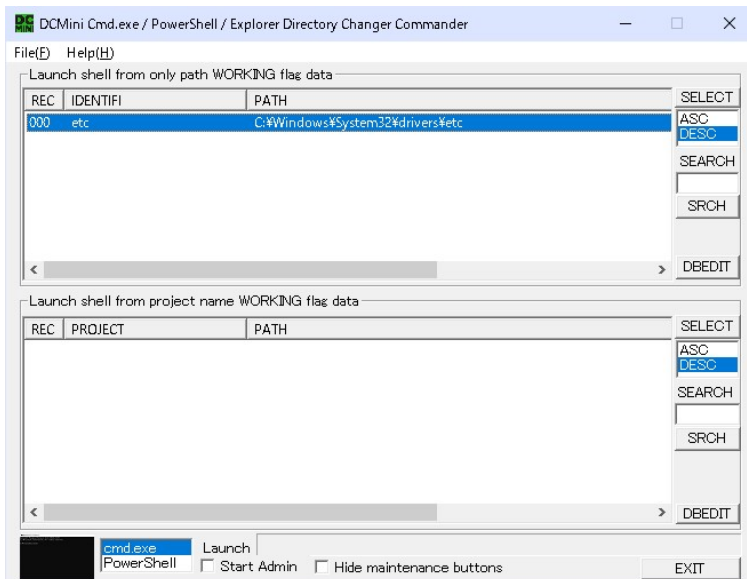 DC MINI DCMini Cmd.exe / PowerShell / Explorer Directory Changer Commander
File(F) Help(H)
Launch shell from only path WORKING flag data
REC IDENTIFI PATH SELECT
000 etc C:¥Windows¥System32¥drivers¥etc ASC
DESC
SEARCH
SRCH
DBEDIT
Launch shell from project name WORKING flag data
REC PROJECT PATH SELECT
ASC
DESC
SEARCH
SRCH
DBEDIT
cmd.exe Launch
PowerShell Start Admin Hide maintenance buttons EXIT